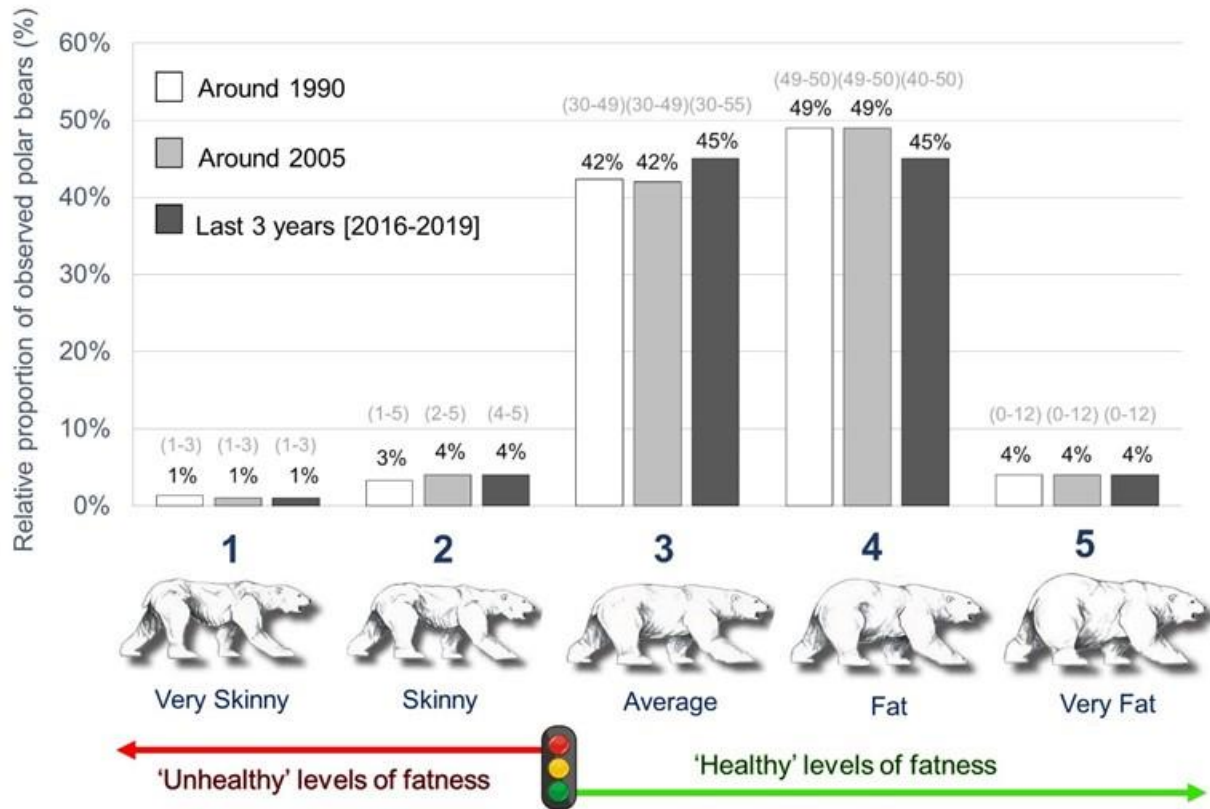 Relative proportion of observed polar bears (%)
60%
50%
40%
30%
20%
10%
0%
Around 1990
Around 2005
Last 3 years [2016-2019]
(1-3) (1-3) (1-3)
1% 1% 1%
(1-5) (2-5) (4-5)
3% 4% 4%
(30-49)(30-49)(30-55)
42% 42% 45%
(49-50)(49-50)(40-50)
49% 49% 45%
(0-12) (0-12) (0-12)
4% 4% 4%
1 2 3 4 5
Very Skinny Skinny Average Fat Very Fat
‘Unhealthy’ levels of fatness
‘Healthy’ levels of fatness